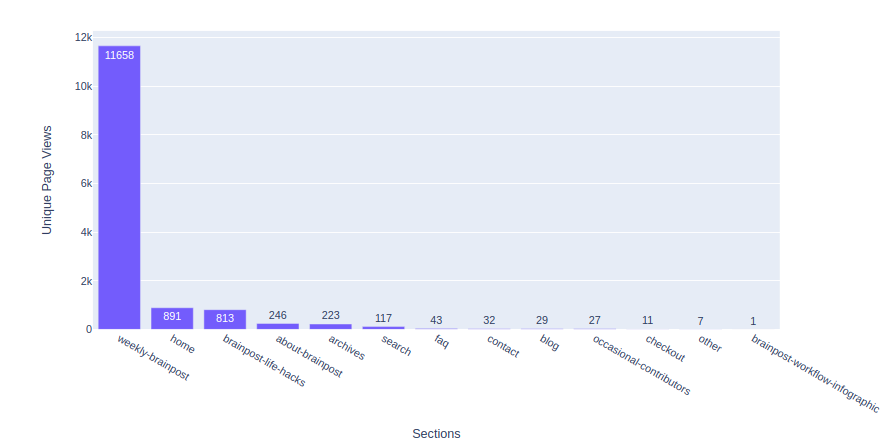 12k
10k
8k
6k
4k
2k
0
Unique Page Views
11658
891
813
246
223
117
43
32
29
27
11
7
1
weekly-brainpost
home
brainpost-life-hacks
about-brainpost
archives
search
faq
contact
blog
occasional-contributors
checkout
other
brainpost-workflow-infographic
Sections